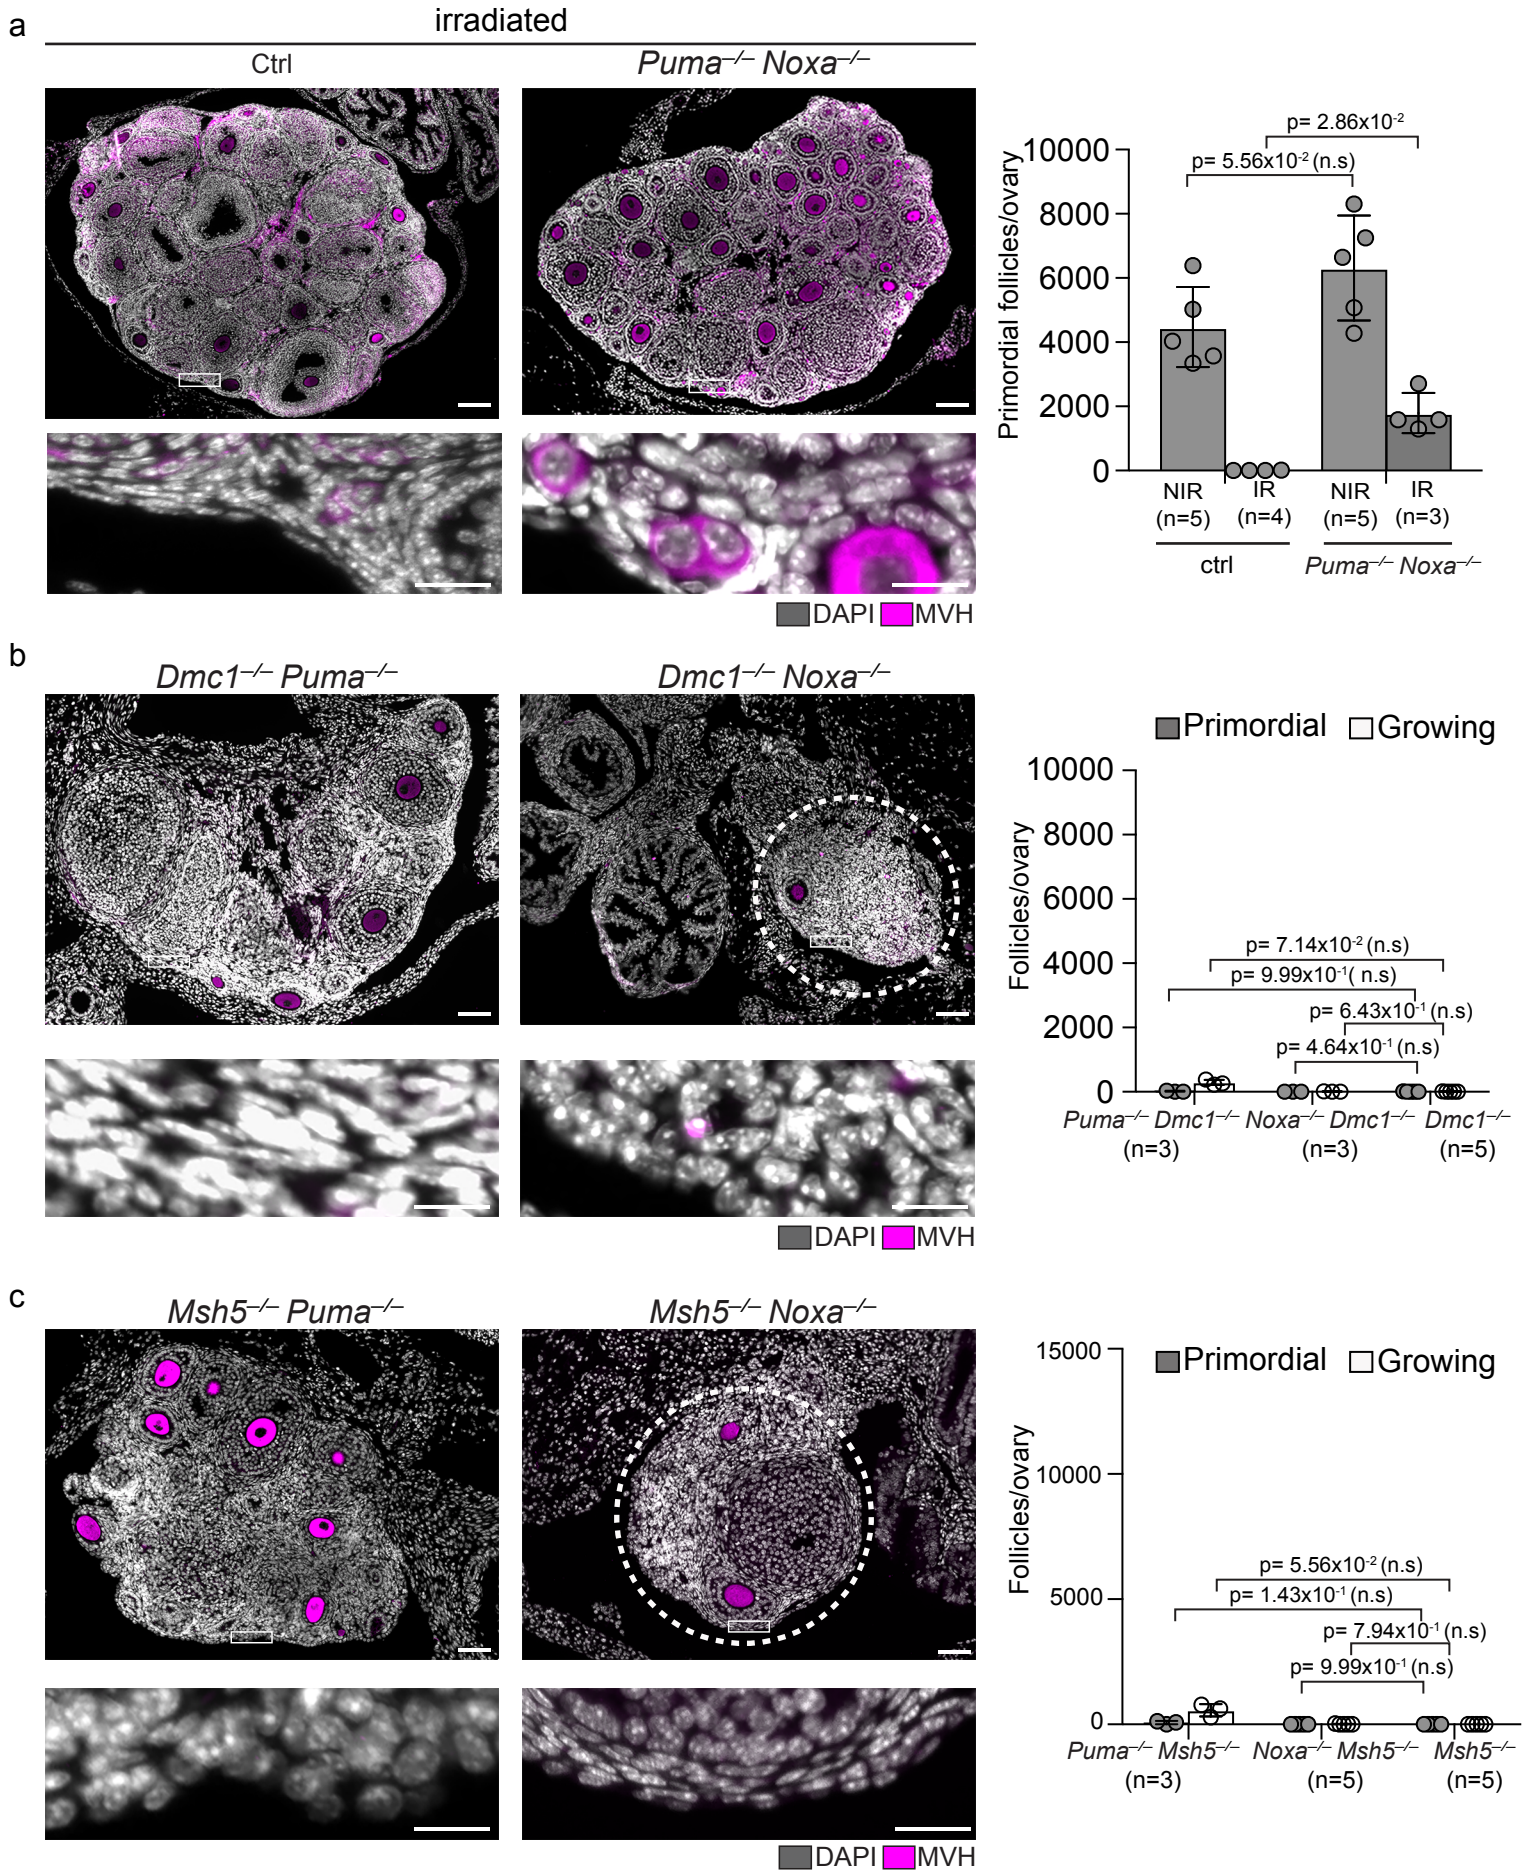 a
irradiated
Ctrl
Puma–/– Noxa–/–
DAPI MVH
Primordial follicles/ovary
10000
8000
6000
4000
2000
0
p= 2.86x10-2
p= 5.56x10-2 (n.s)
NIR IR NIR IR
(n=5) (n=4) (n=5) (n=3)
ctrl Puma–/– Noxa–/–
b
Dmc1–/– Puma–/–
Dmc1–/– Noxa–/–
DAPI MVH
Primordial Growing
Follicles/ovary
10000
8000
6000
4000
2000
0
p= 7.14x10-2 (n.s)
p= 9.99x10-1 ( n.s)
p= 6.43x10-1 (n.s)
p= 4.64x10-1 (n.s)
Puma–/– Dmc1–/– Noxa–/– Dmc1–/– Dmc1–/–
(n=3) (n=3) (n=5)
c
Msh5–/– Puma–/–
Msh5–/– Noxa–/–
DAPI MVH
Primordial Growing
Follicles/ovary
15000
10000
5000
0
p= 5.56x10-2 (n.s)
p= 1.43x10-1 (n.s)
p= 7.94x10-1 (n.s)
p= 9.99x10-1 (n.s)
Puma–/– Msh5–/– Noxa–/– Msh5–/– Msh5–/–
(n=3) (n=5) (n=5)